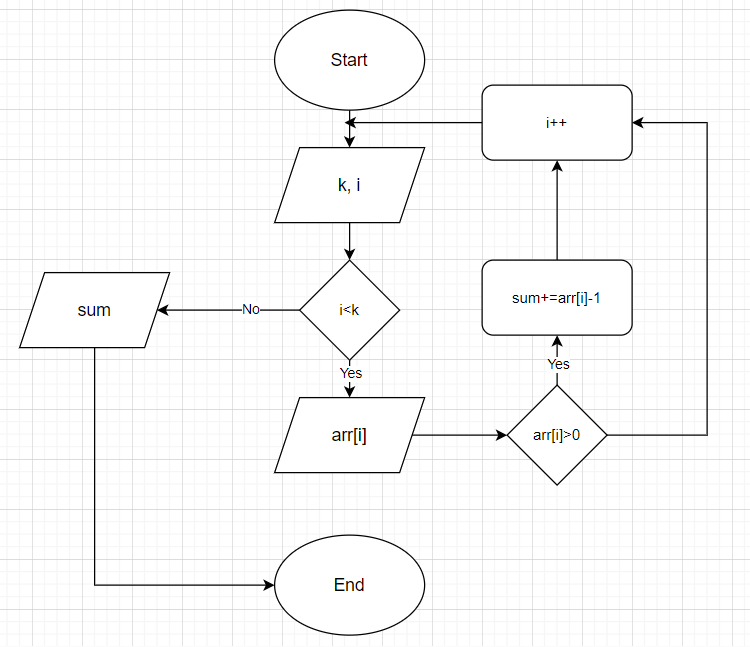 Start
i++
k, i
sum+=arr[i]-1
sum
No
i<k
Yes
Yes
arr[i]
arr[i]>0
End